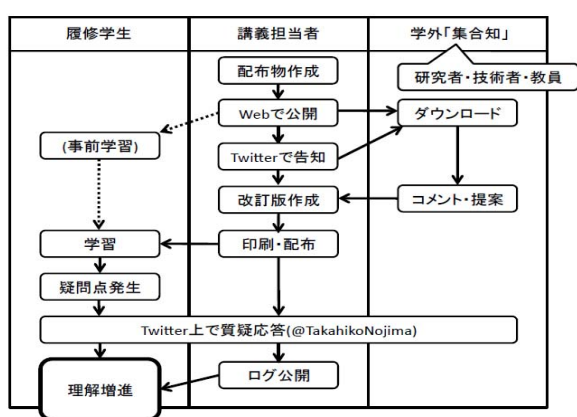 履修学生
講義担当者
学外「集合知」
配布物作成
研究者・技術者・教員
Webで公開
ダウンロード
(事前学習)
Twitterで告知
改訂版作成
コメント・提案
学習
印刷・配布
疑問点発生
Twitter上で質疑応答(@TakahikoNojima)
理解増進
ログ公開